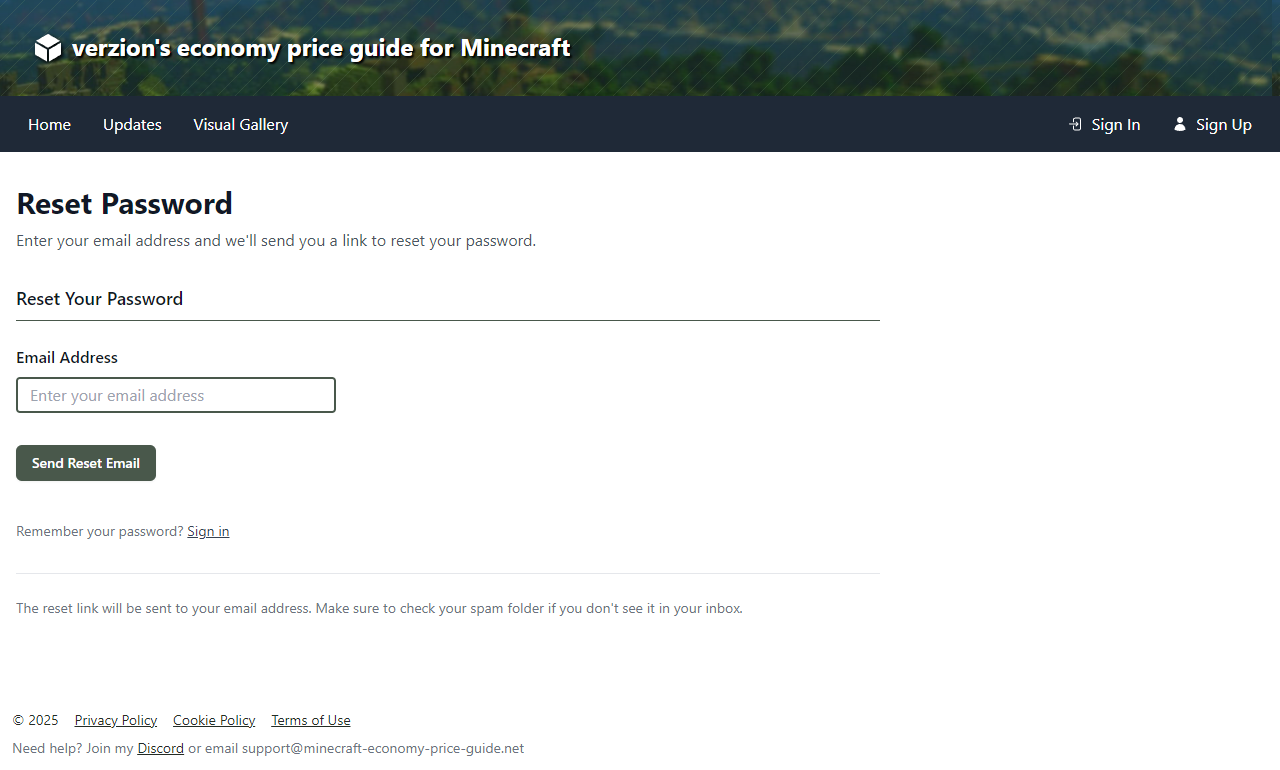 verzion's economy price guide for Minecraft
Home Updates Visual Gallery Sign In Sign Up
Reset Password
Enter your email address and we'll send you a link to reset your password.
Reset Your Password
Email Address
Enter your email address
Send Reset Email
Remember your password? Sign in
The reset link will be sent to your email address. Make sure to check your spam folder if you don't see it in your inbox.
© 2025 Privacy Policy Cookie Policy Terms of Use
Need help? Join my Discord or email support@minecraft-economy-price-guide.net